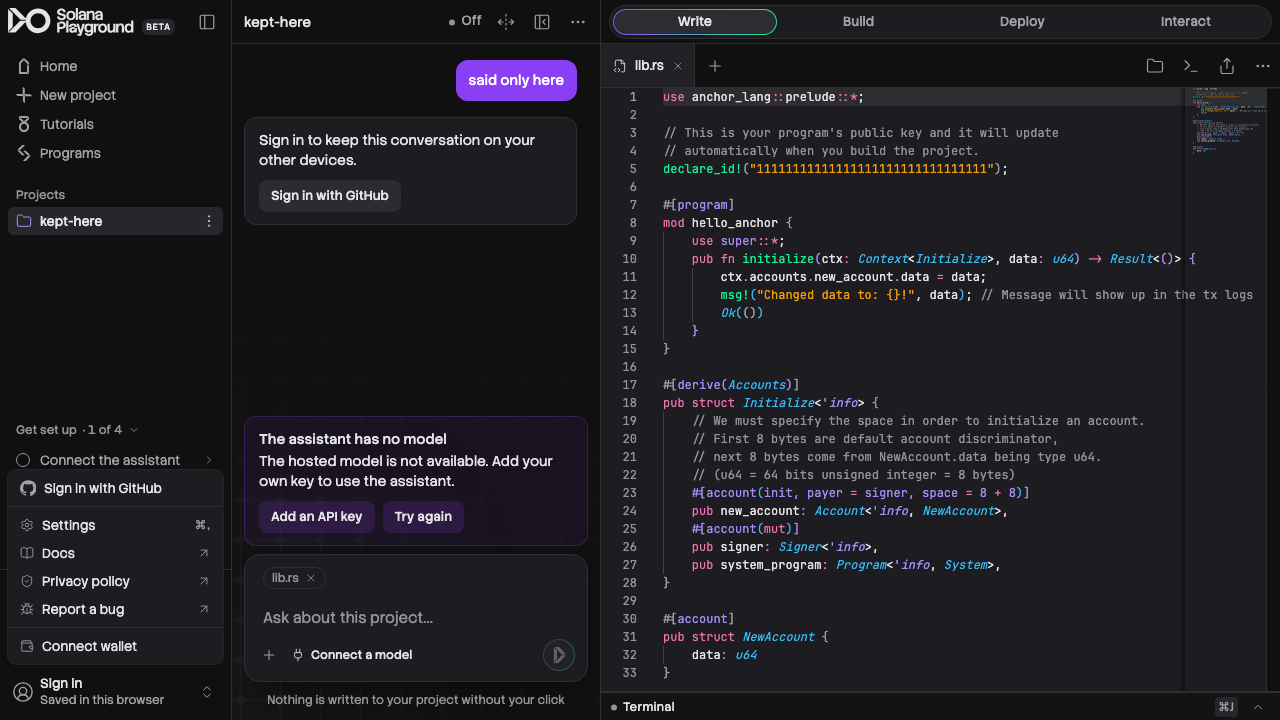 Solana
Playground BETA
Home
New project
Tutorials
Programs
Projects
kept-here
Get set up · 1 of 4
Connect the assistant
Sign in with GitHub
Settings ⌘,
Docs
Privacy policy
Report a bug
Connect wallet
Sign in
Saved in this browser
kept-here
Off
said only here
Sign in to keep this conversation on your
other devices.
Sign in with GitHub
The assistant has no model
The hosted model is not available. Add your
own key to use the assistant.
Add an API key Try again
lib.rs
Ask about this project...
Connect a model
Nothing is written to your project without your click
Write Build Deploy Interact
lib.rs
1 use anchor_lang::prelude::*;
2
3 // This is your program's public key and it will update
4 // automatically when you build the project.
5 declare_id!("11111111111111111111111111111111");
6
7 #[program]
8 mod hello_anchor {
9 use super::*;
10 pub fn initialize(ctx: Context<Initialize>, data: u64) -> Result<()> {
11 ctx.accounts.new_account.data = data;
12 msg!("Changed data to: {}!", data); // Message will show up in the tx logs
13 Ok(())
14 }
15 }
16
17 #[derive(Accounts)]
18 pub struct Initialize<'info> {
19 // We must specify the space in order to initialize an account.
20 // First 8 bytes are default account discriminator,
21 // next 8 bytes come from NewAccount.data being type u64.
22 // (u64 = 64 bits unsigned integer = 8 bytes)
23 #[account(init, payer = signer, space = 8 + 8)]
24 pub new_account: Account<'info, NewAccount>,
25 #[account(mut)]
26 pub signer: Signer<'info>,
27 pub system_program: Program<'info, System>,
28 }
29
30 #[account]
31 pub struct NewAccount {
32 data: u64
33 }
Terminal ⌘J